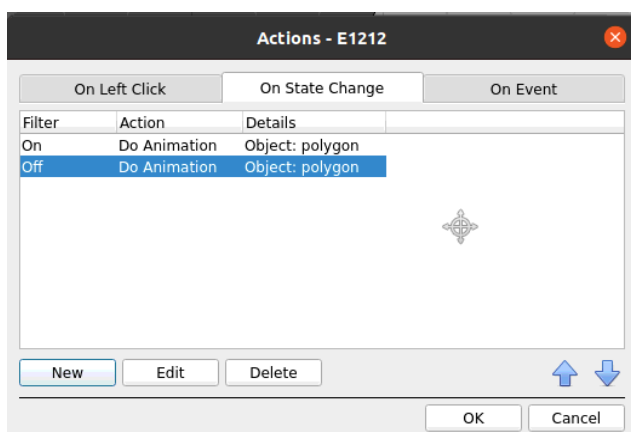 Actions - E1212
On Left Click On State Change On Event
Filter Action Details
On Do Animation Object: polygon
Off Do Animation Object: polygon
New Edit Delete
OK Cancel